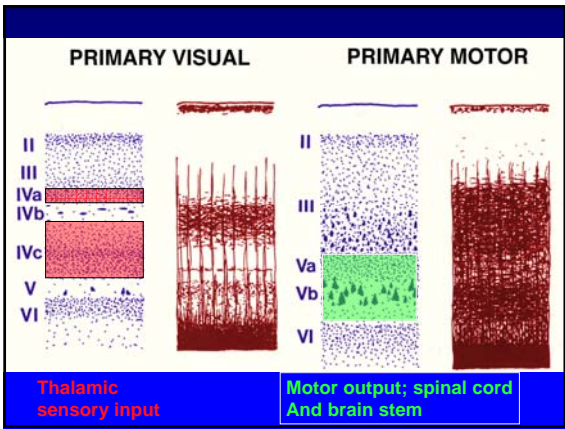 PRIMARY VISUAL
PRIMARY MOTOR
II
III
IVa
IVb
IVc
V
VI
II
III
Va
Vb
VI
Thalamic
sensory input
Motor output; spinal cord
And brain stem